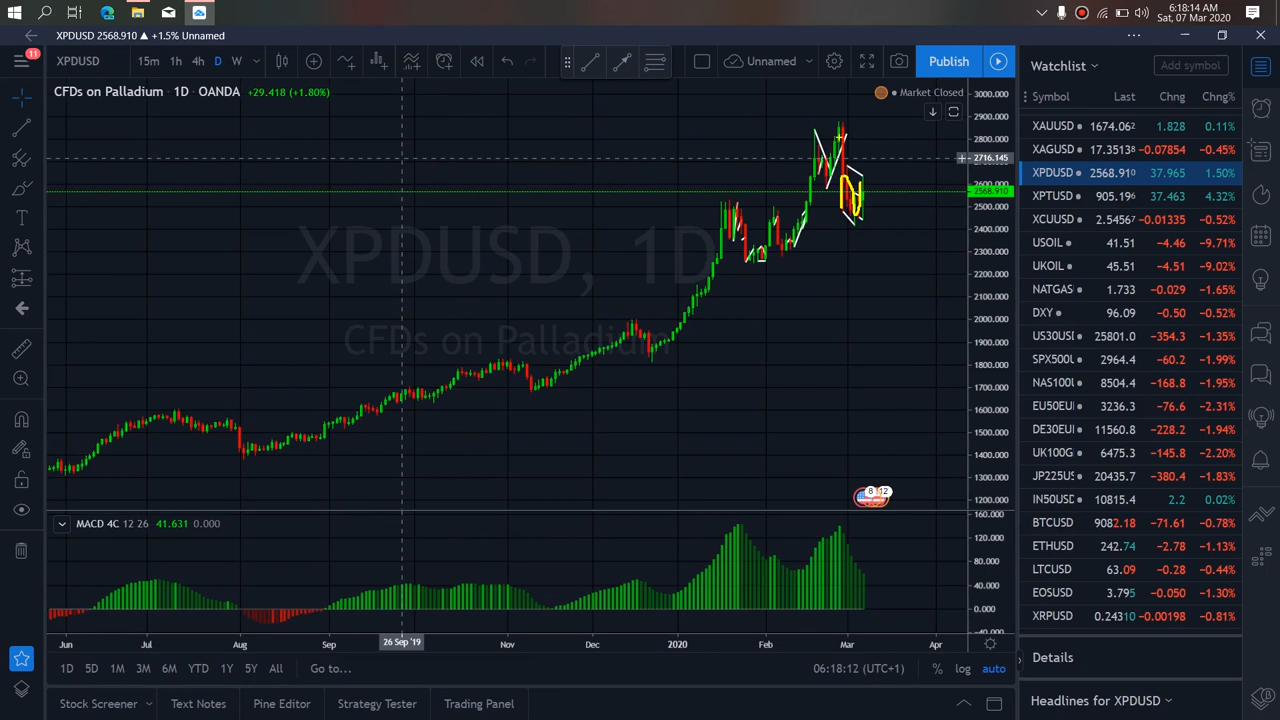 6:18:14 AM
Sat, 07 Mar 2020
XPDUSD 2568.910 ▲ +1.5% Unnamed
11
XPDUSD 15m 1h 4h D W Unnamed Publish
Watchlist Add symbol
CFDs on Palladium · 1D · OANDA +29.418 (+1.80%) Market Closed
Symbol Last Chng Chng%
XAUUSD 1674.062 1.828 0.11%
XAGUSD 17.3513 −0.07854 −0.45%
XPDUSD 2568.910 37.965 1.50%
XPTUSD 905.196 37.463 4.32%
XCUUSD 2.5456 −0.01335 −0.52%
USOIL 41.51 −4.46 −9.71%
UKOIL 45.51 −4.51 −9.02%
NATGAS 1.733 −0.029 −1.65%
DXY 96.09 −0.50 −0.52%
US30USI 25801.0 −354.3 −1.35%
SPX500U 2964.4 −60.2 −1.99%
NAS100U 8504.4 −168.8 −1.95%
EU50EUI 3236.3 −76.6 −2.31%
DE30EUI 11560.8 −228.2 −1.94%
UK100G 6475.3 −145.8 −2.20%
JP225US 20435.7 −380.4 −1.83%
IN50USD 10815.4 2.2 0.02%
BTCUSD 9082.18 −71.61 −0.78%
ETHUSD 242.74 −2.78 −1.13%
LTCUSD 63.09 −0.28 −0.44%
EOSUSD 3.795 −0.050 −1.30%
XRPUSD 0.24310 −0.00198 −0.81%
3000.000
2900.000
2800.000
2716.145
2600.000
2568.910
2500.000
2400.000
2300.000
2200.000
2100.000
2000.000
1900.000
1800.000
1700.000
1600.000
1500.000
1400.000
1300.000
1200.000
XPDUSD, 1D
CFDs on Palladium
8 12
MACD 4C 12 26 41.631 0.000
160.000
120.000
80.000
40.000
0.000
−40.000
Jun Jul Aug Sep 26 Sep '19 Nov Dec 2020 Feb Mar Apr
1D 5D 1M 3M 6M YTD 1Y 5Y All Go to... 06:18:12 (UTC+1) % log auto
Details
Stock Screener Text Notes Pine Editor Strategy Tester Trading Panel
Headlines for XPDUSD